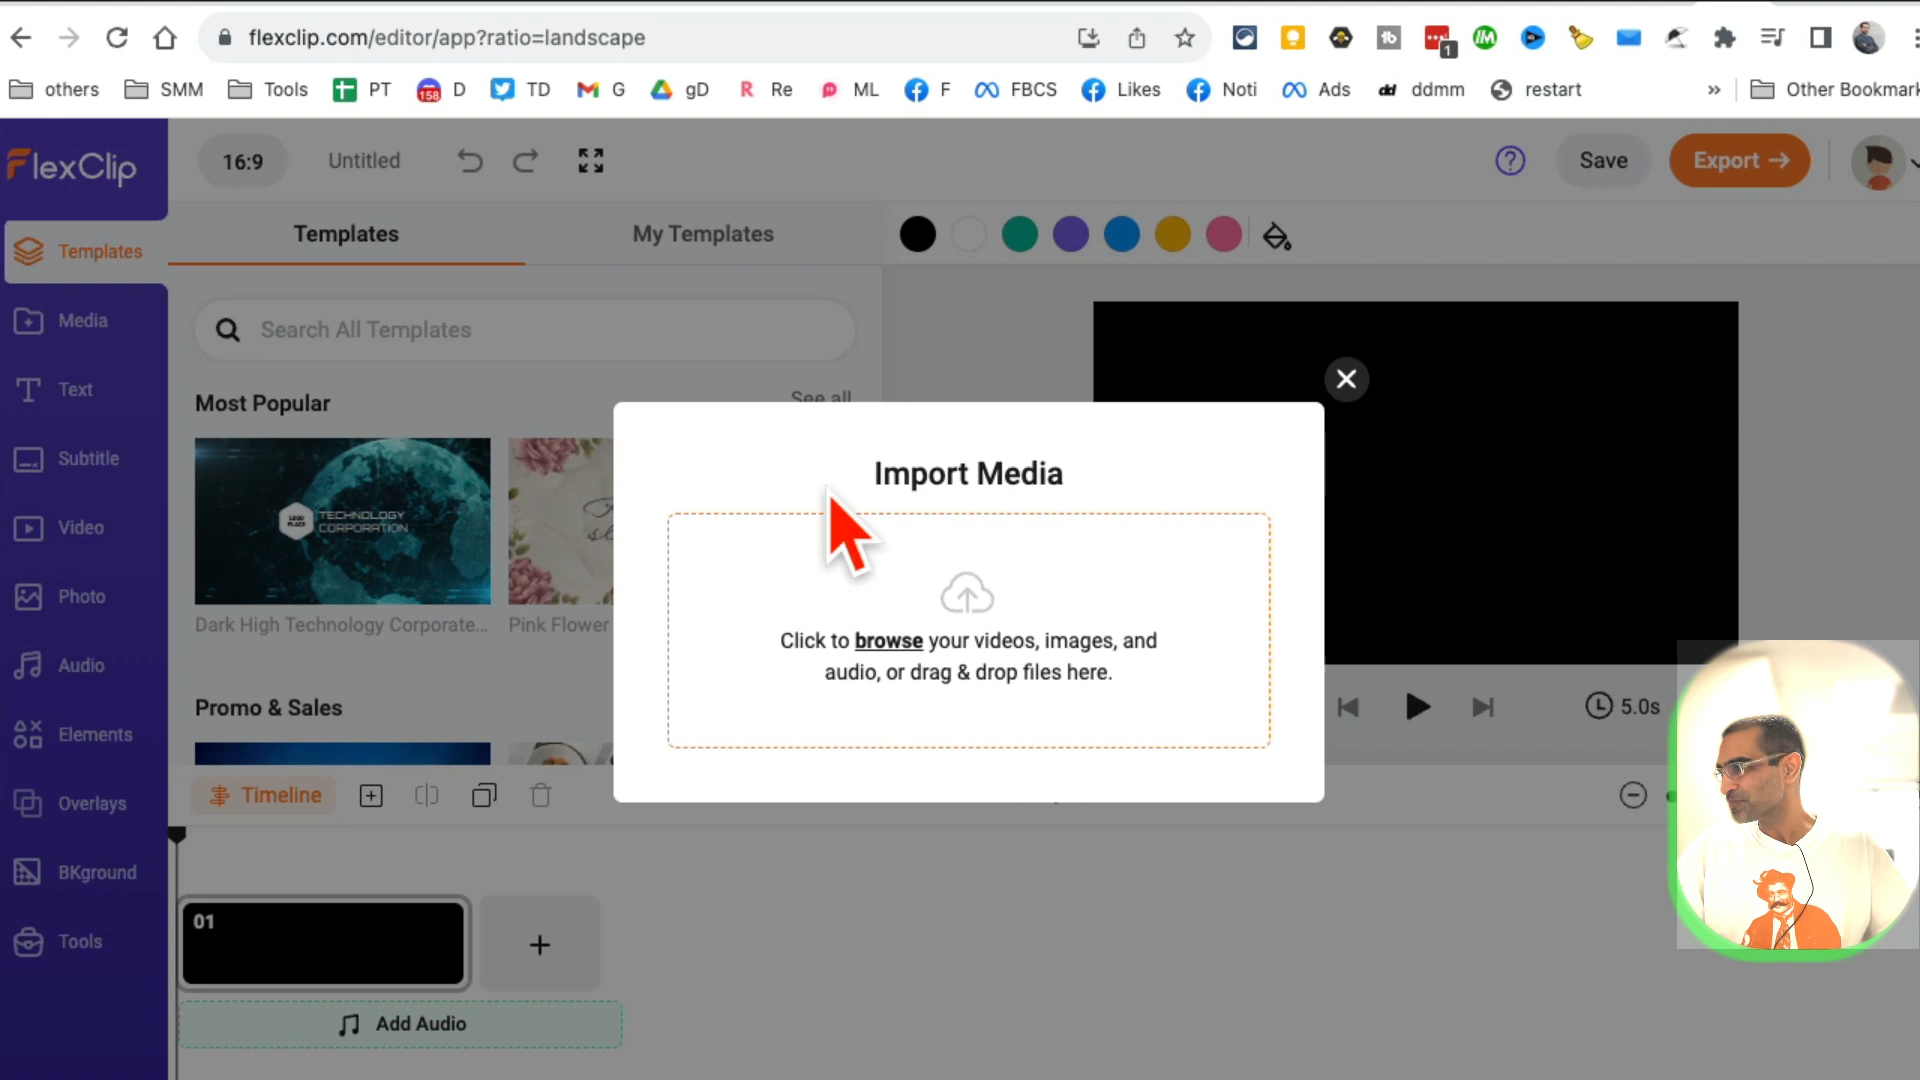 flexclip.com/editor/app?ratio=landscape
1
others
SMM
Tools
PT
158
D
TD
G
gD
R
Re
ML
F
FBCS
Likes
Noti
Ads
dd
ddmm
restart
»
Other Bookmark
FlexClip
16:9
Untitled
Save
Export →
Templates
Templates
My Templates
Media
Search All Templates
Text
Most Popular
See all
Subtitle
Import Media
TECHNOLOGY
CORPORATION
Video
Photo
Dark High Technology Corporate...
Pink Flower
Click to browse your videos, images, and
audio, or drag & drop files here.
Audio
Promo & Sales
5.0s
Elements
Timeline
Overlays
BKground
01
+
Tools
Add Audio